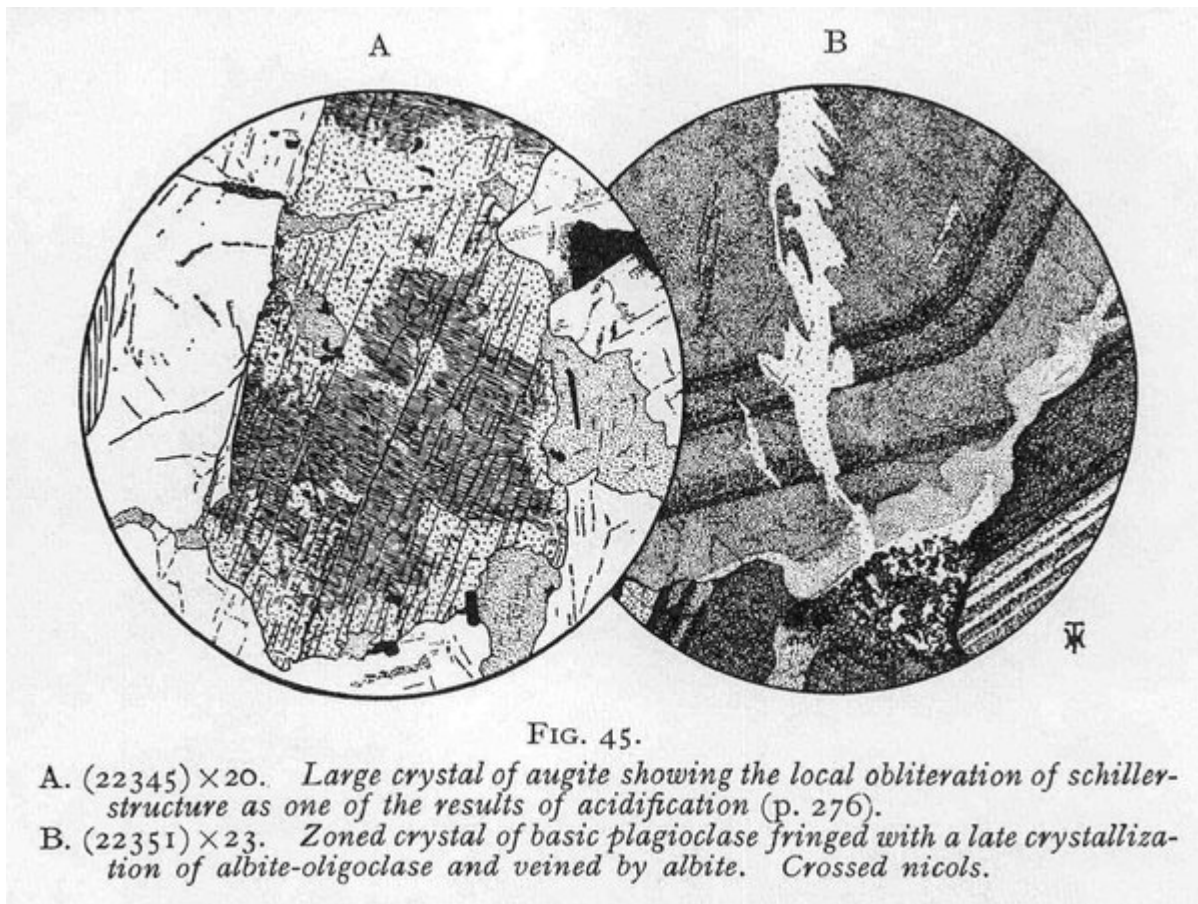 A
B
FIG. 45.
A. (22345) ×20. Large crystal of augite showing the local obliteration of schiller-
structure as one of the results of acidification (p. 276).
B. (22351) ×23. Zoned crystal of basic plagioclase fringed with a late crystalliza-
tion of albite-oligoclase and veined by albite. Crossed nicols.